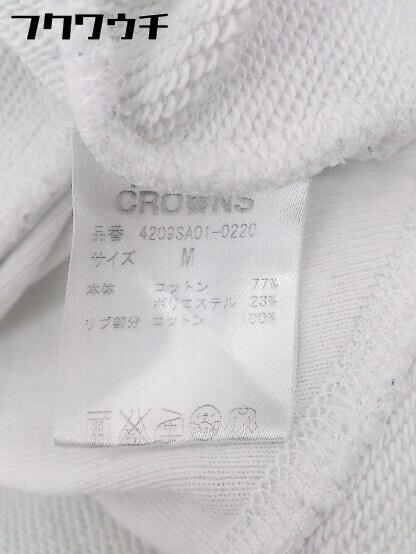 フクワウチ
CROWNS
品番 4209SA01-0220
サイズ M
本体 コットン 77%
ポリエステル 23%
リブ部分 コットン 100%